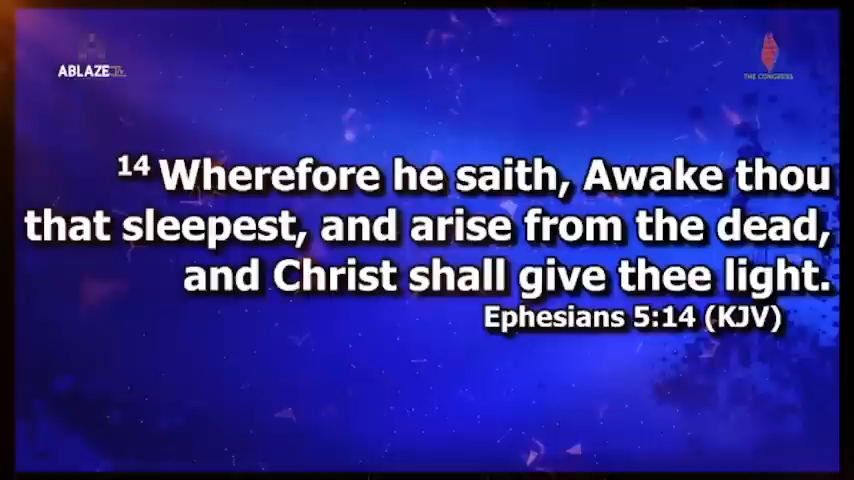 ABLAZE TV
THE CONGRESS
14 Wherefore he saith, Awake thou
that sleepest, and arise from the dead,
and Christ shall give thee light.
Ephesians 5:14 (KJV)